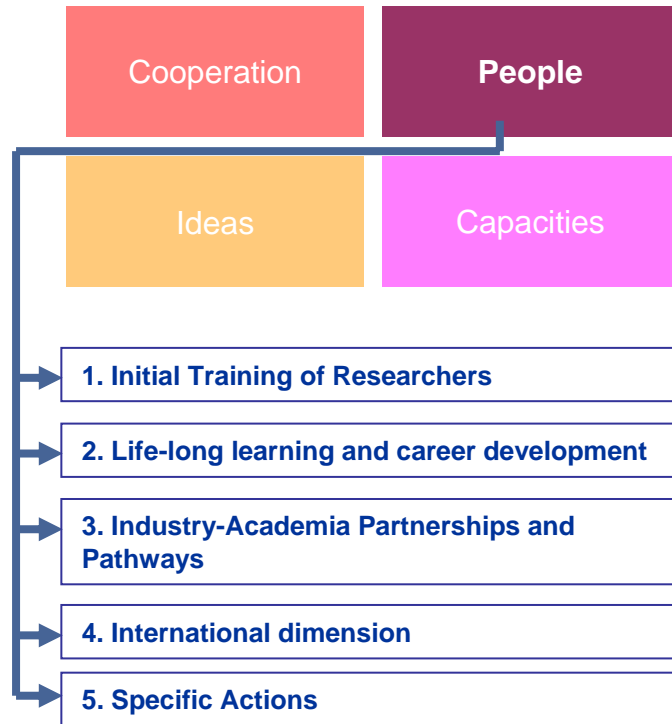 Cooperation
People
Ideas
Capacities
1. Initial Training of Researchers
2. Life-long learning and career development
3. Industry-Academia Partnerships and
Pathways
4. International dimension
5. Specific Actions